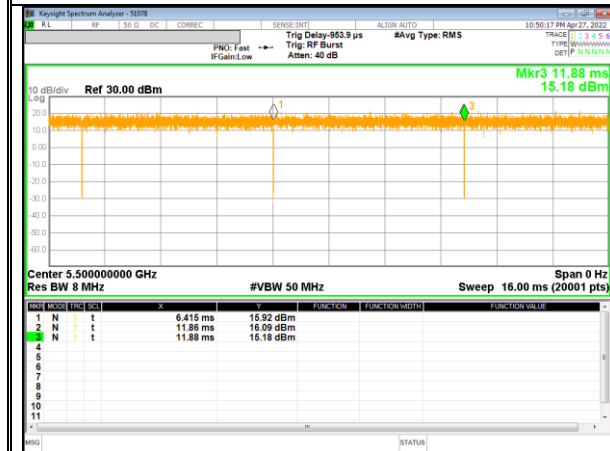 Keysight Spectrum Analyzer - 51078
RL RF 50 Ω DC CORREC SENSE:INT ALIGN AUTO 10:50:17 PM Apr 27, 2022
Trig Delay-953.9 µs #Avg Type: RMS TRACE 1 2 3 4 5 6
PNO: Fast Trig: RF Burst TYPE WWWWWW
IFGain:Low Atten: 40 dB DET P NNNNN
Mkr3 11.88 ms
10 dB/div Ref 30.00 dBm 15.18 dBm
Log
20.0
1
3
10.0
0.00
-10.0
-20.0
-30.0
-40.0
-50.0
-60.0
Center 5.500000000 GHz Span 0 Hz
Res BW 8 MHz #VBW 50 MHz Sweep 16.00 ms (20001 pts)
MKR MODE TRC SCL X Y FUNCTION FUNCTION WIDTH FUNCTION VALUE
1 N 1 t 6.415 ms 15.92 dBm
2 N 1 t 11.86 ms 16.09 dBm
3 N 1 t 11.88 ms 15.18 dBm
4
5
6
7
8
9
10
11
MSG STATUS